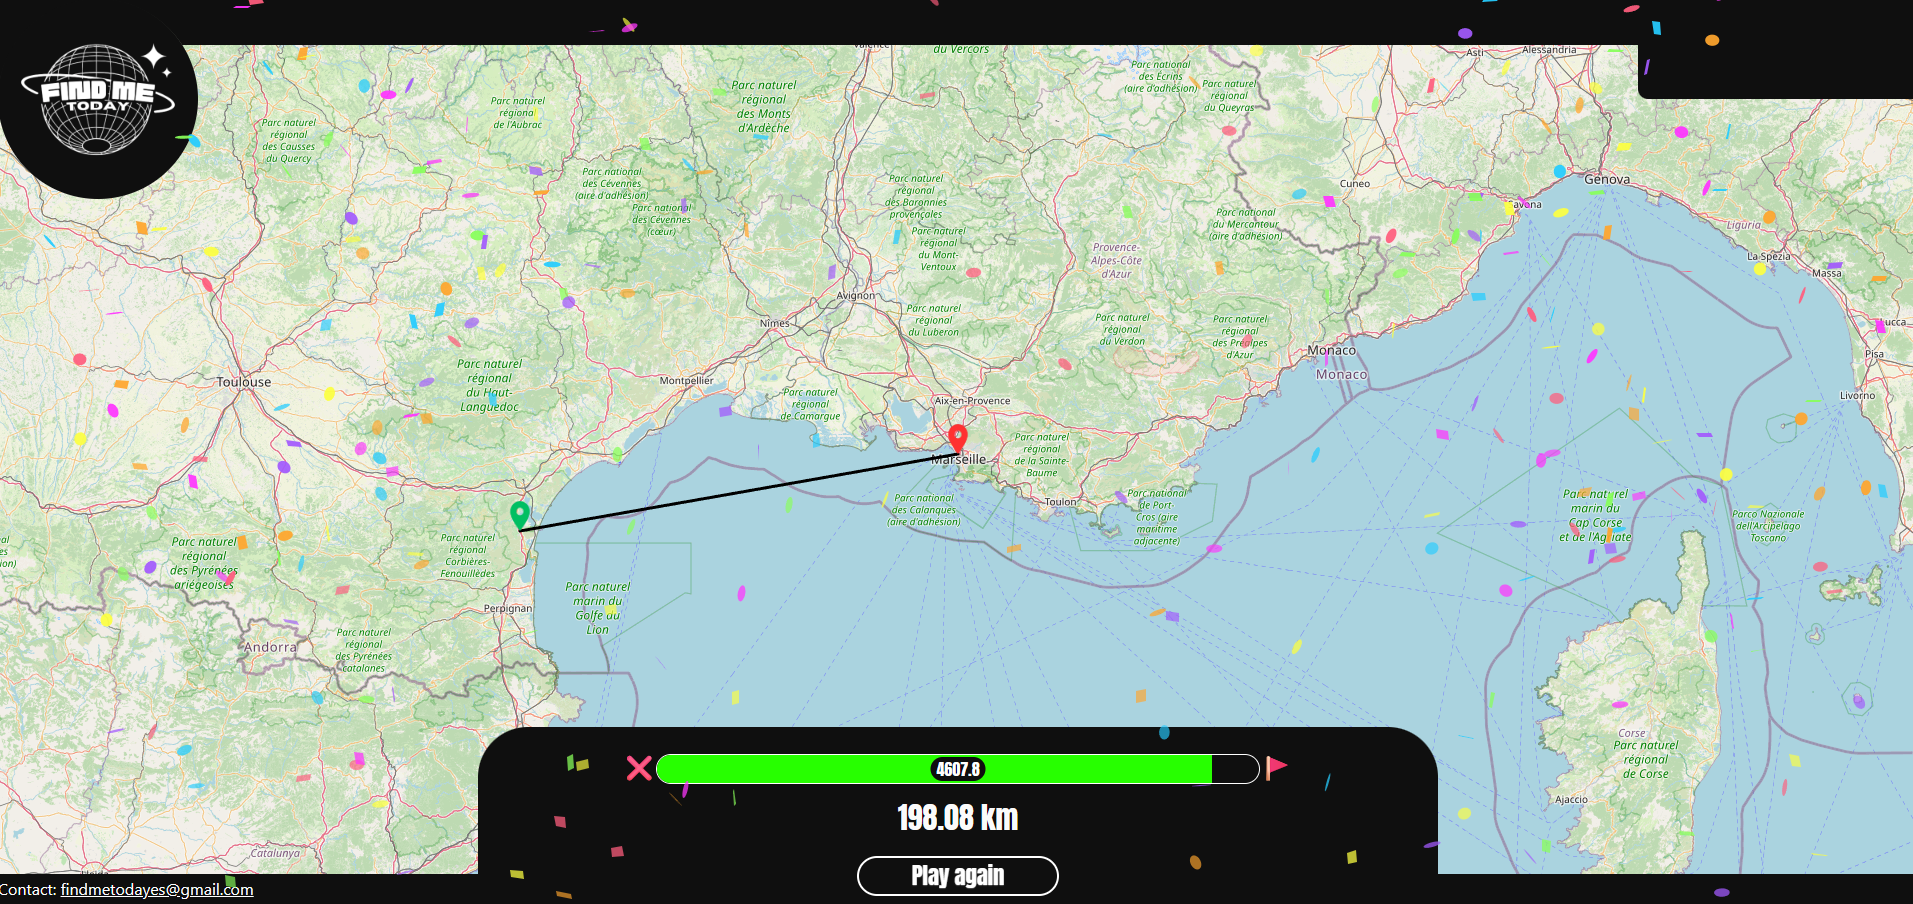 FIND ME
TODAY
du Vercors
Asti
Alessandria
Parc national
des Écrins
(aire d'adhésion)
Parc naturel
régional
du Queyras
Parc naturel
régional
des Monts
d'Ardèche
Parc naturel
régional
de l'Aubrac
Parc naturel
régional
des Causses
du Quercy
Parc national
des Cévennes
(aire d'adhésion)
Parc national
des Cévennes
(cœur)
Parc naturel
régional
des Baronnies
provençales
Parc naturel
régional
du Mont-
Ventoux
Parc national
du Mercantour
(aire d'adhésion)
Provence-
Alpes-Côte
d'Azur
Cuneo
Genova
Savona
Liguria
La Spezia
Massa
Lucca
Pisa
Livorno
Avignon
Nîmes
Parc naturel
régional
du Luberon
Parc naturel
régional
du Verdon
Parc naturel
régional
des Préalpes
d'Azur
Monaco
Monaco
Toulouse
Parc naturel
régional
du Haut-
Languedoc
Montpellier
Parc naturel
régional
de Camargue
Aix-en-Provence
Marseille
Parc naturel
régional
de la Sainte-
Baume
Toulon
Parc national
des Calanques
(aire d'adhésion)
Parc national
de Port-
Cros (aire
maritime
adjacente)
Parc naturel
marin du
Cap Corse
et de l'Agriate
Parco Nazionale
dell'Arcipelago
Toscano
Parc naturel
régional
des Pyrénées
ariégeoises
Parc naturel
régional
Corbières-
Fenouillèdes
Parc naturel
marin du
Golfe du
Lion
Perpignan
Andorra
Parc naturel
régional
des Pyrénées
catalanes
Corse
Parc naturel
régional
de Corse
Ajaccio
Catalunya
4607.8
198.08 km
Play again
Contact: findmetodayes@gmail.com